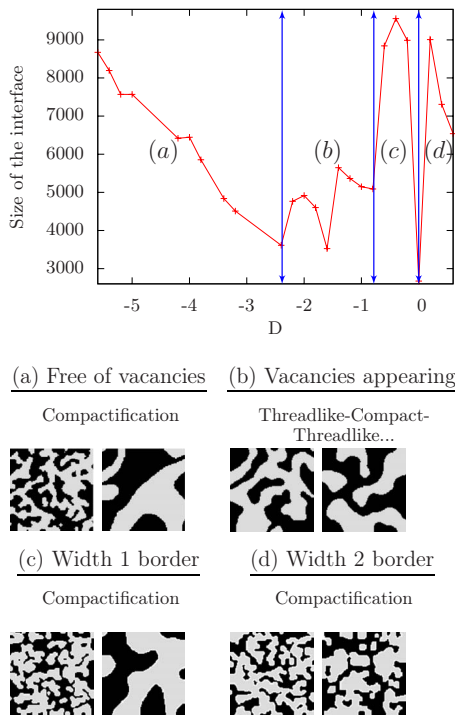 9000
8000
7000
6000
5000
4000
3000
Size of the interface
(a)
(b)
(c)
(d)
-5 -4 -3 -2 -1 0
D
(a) Free of vacancies
(b) Vacancies appearing
Compactification
Threadlike-Compact-
Threadlike...
(c) Width 1 border
(d) Width 2 border
Compactification
Compactification